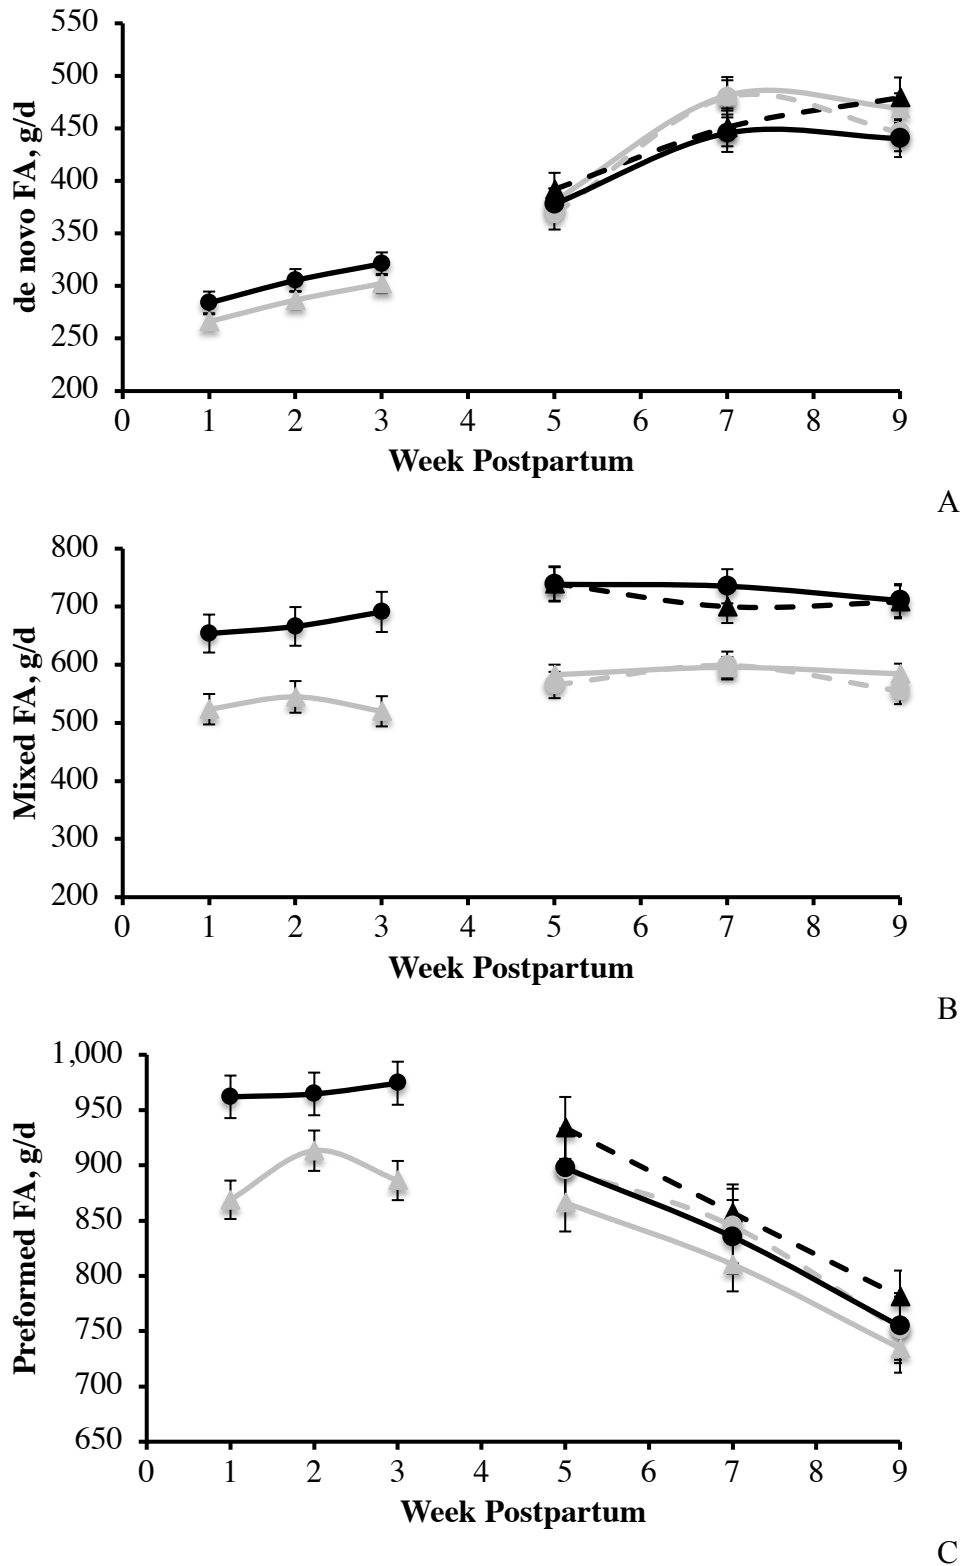 550
500
450
400
350
300
250
200
de novo FA, g/d
0 1 2 3 4 5 6 7 8 9
Week Postpartum
A
800
700
600
500
400
300
200
Mixed FA, g/d
0 1 2 3 4 5 6 7 8 9
Week Postpartum
B
1,000
950
900
850
800
750
700
650
Preformed FA, g/d
0 1 2 3 4 5 6 7 8 9
Week Postpartum
C